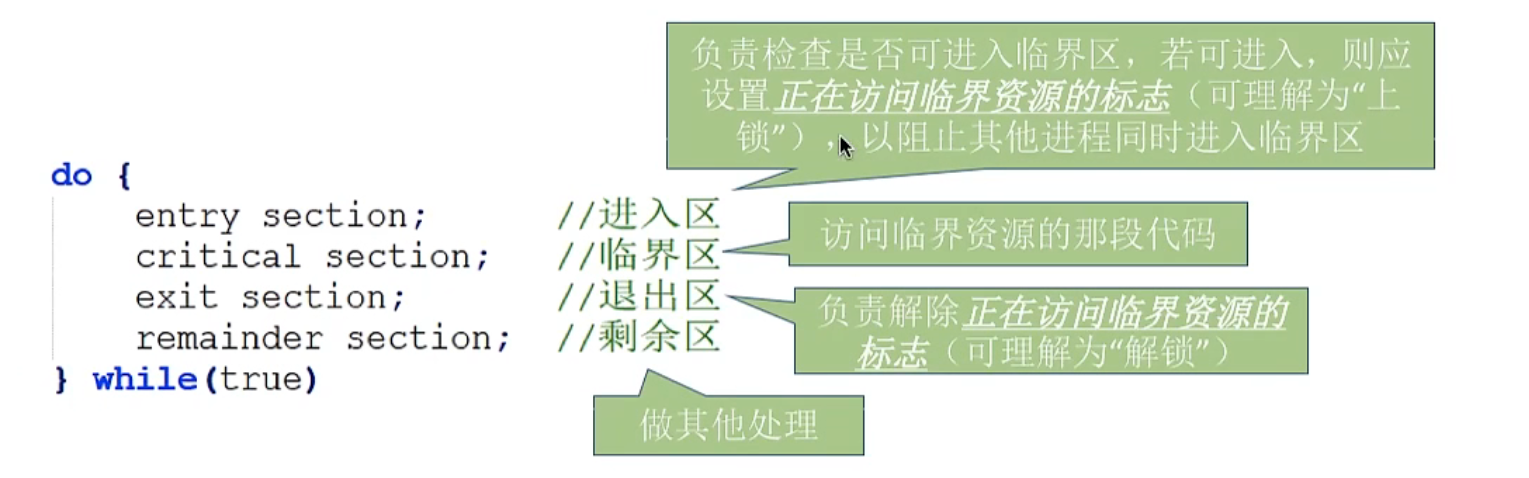 负责检查是否可进入临界区，若可进入，则应
设置正在访问临界资源的标志（可理解为“上
锁”），以阻止其他进程同时进入临界区
do {
entry section; //进入区
访问临界资源的那段代码
critical section; //临界区
exit section; //退出区
负责解除正在访问临界资源的
标志（可理解为“解锁”）
remainder section; //剩余区
} while(true)
做其他处理